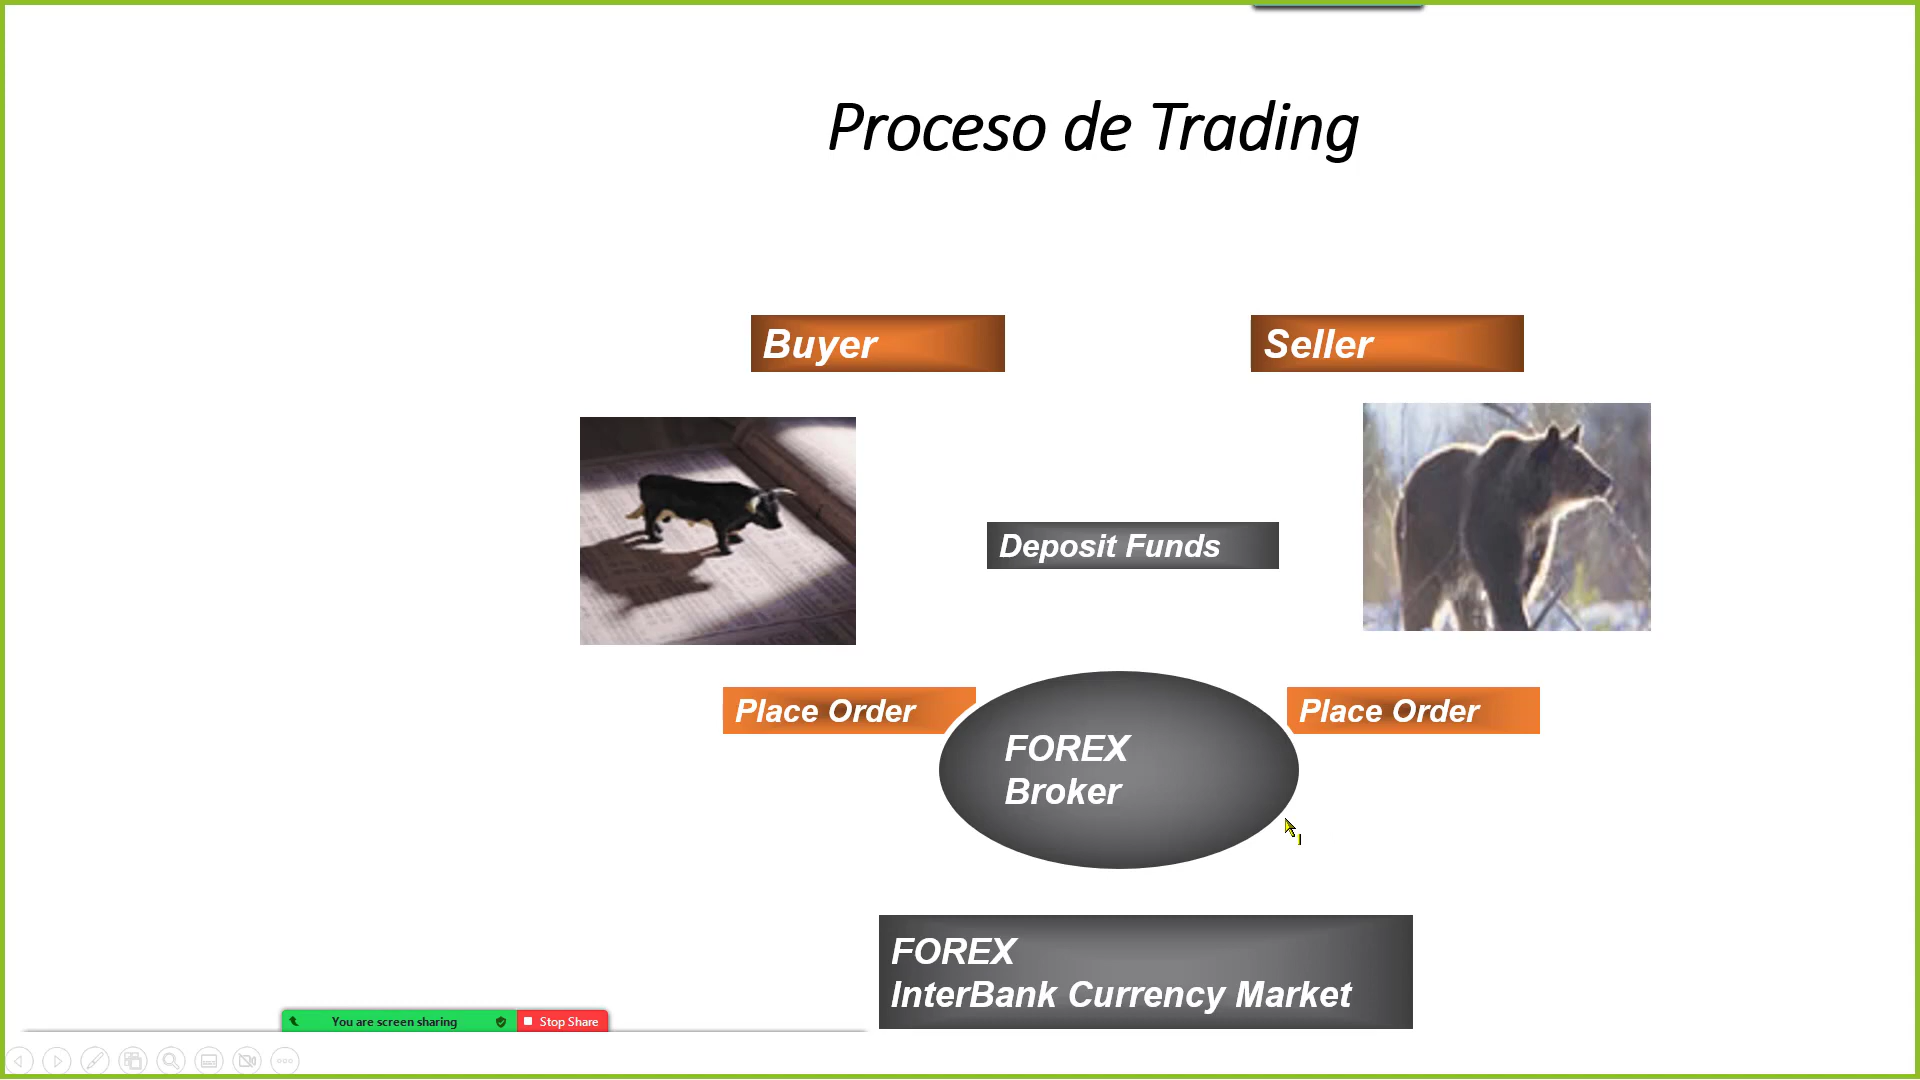 Proceso de Trading
Buyer
Seller
Deposit Funds
Place Order
Place Order
FOREX
Broker
FOREX
InterBank Currency Market
You are screen sharing
Stop Share